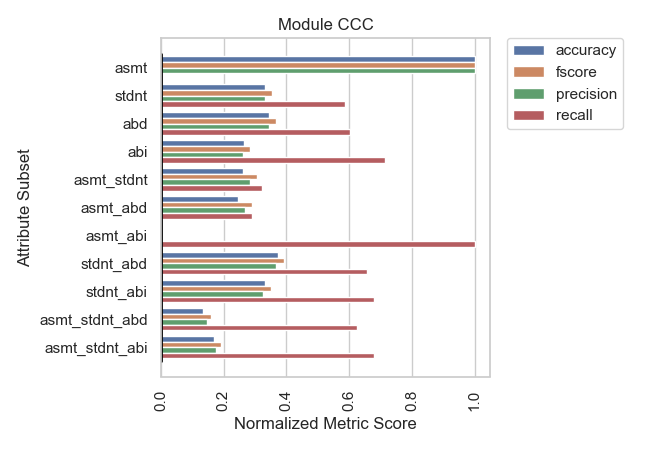 Module CCC
accuracy
fscore
precision
recall
Attribute Subset
asmt
stdnt
abd
abi
asmt_stdnt
asmt_abd
asmt_abi
stdnt_abd
stdnt_abi
asmt_stdnt_abd
asmt_stdnt_abi
0.0
0.2
0.4
0.6
0.8
1.0
Normalized Metric Score